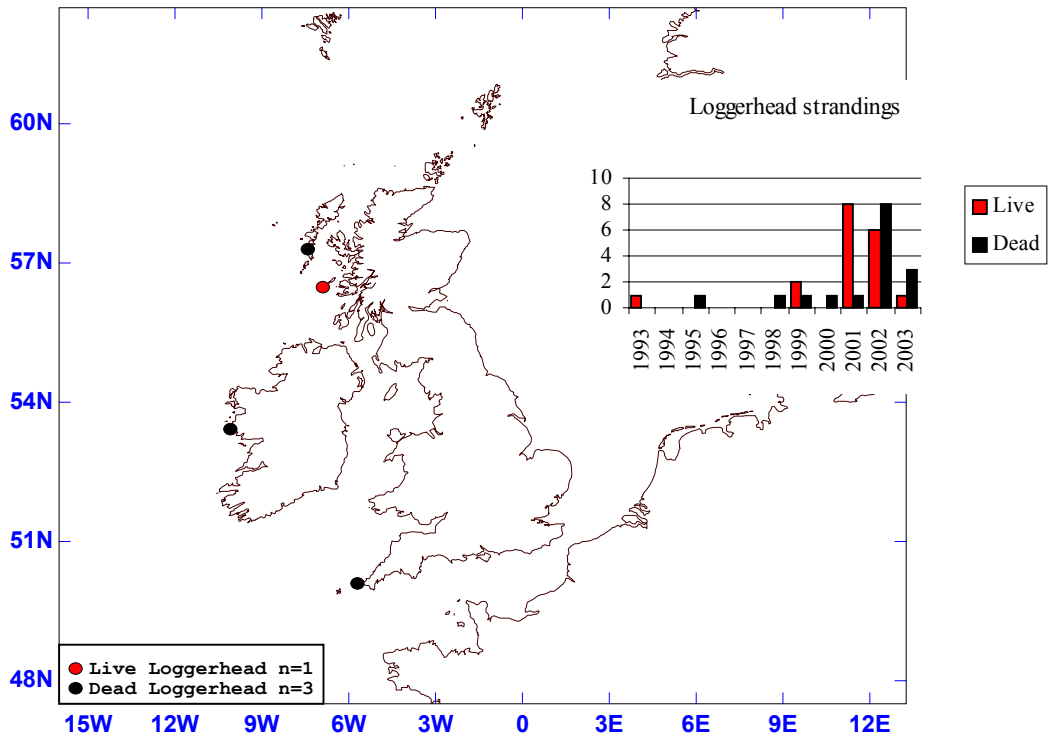 Loggerhead strandings
10
8
6
4
2
0
1993 1994 1995 1996 1997 1998 1999 2000 2001 2002 2003
Live
Dead
60N
57N
54N
51N
48N
Live Loggerhead n=1
Dead Loggerhead n=3
15W 12W 9W 6W 3W 0 3E 6E 9E 12E